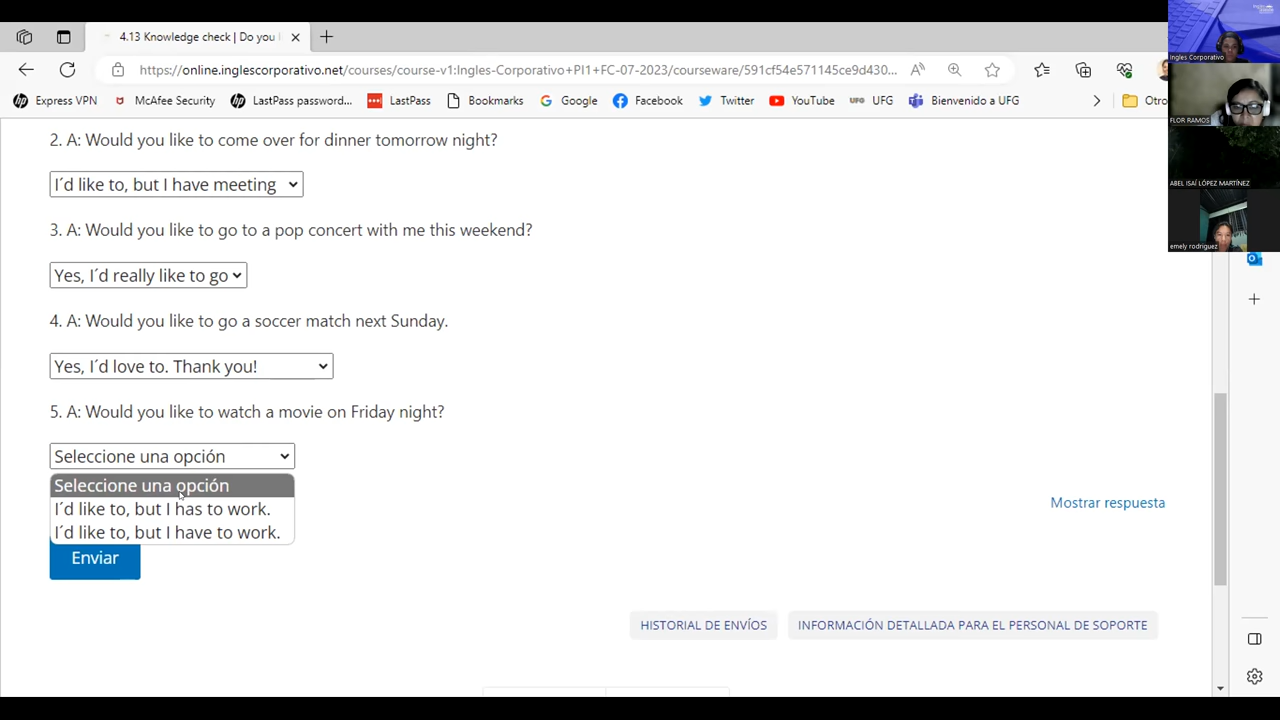 4.13 Knowledge check | Do you l
https://online.inglescorporativo.net/courses/course-v1:Ingles-Corporativo+PI1+FC-07-2023/courseware/591cf54e571145ce9d430...
Express VPN McAfee Security LastPass password... LastPass Bookmarks Google Facebook Twitter YouTube UFG Bienvenido a UFG Otro
Ingles Corporativo
FLOR RAMOS
ABEL ISAÍ LÓPEZ MARTÍNEZ
emely rodriguez
2. A: Would you like to come over for dinner tomorrow night?
I´d like to, but I have meeting
3. A: Would you like to go to a pop concert with me this weekend?
Yes, I´d really like to go
4. A: Would you like to go a soccer match next Sunday.
Yes, I´d love to. Thank you!
5. A: Would you like to watch a movie on Friday night?
Seleccione una opción
Seleccione una opción
I´d like to, but I has to work.
I´d like to, but I have to work.
Mostrar respuesta
Enviar
HISTORIAL DE ENVÍOS INFORMACIÓN DETALLADA PARA EL PERSONAL DE SOPORTE